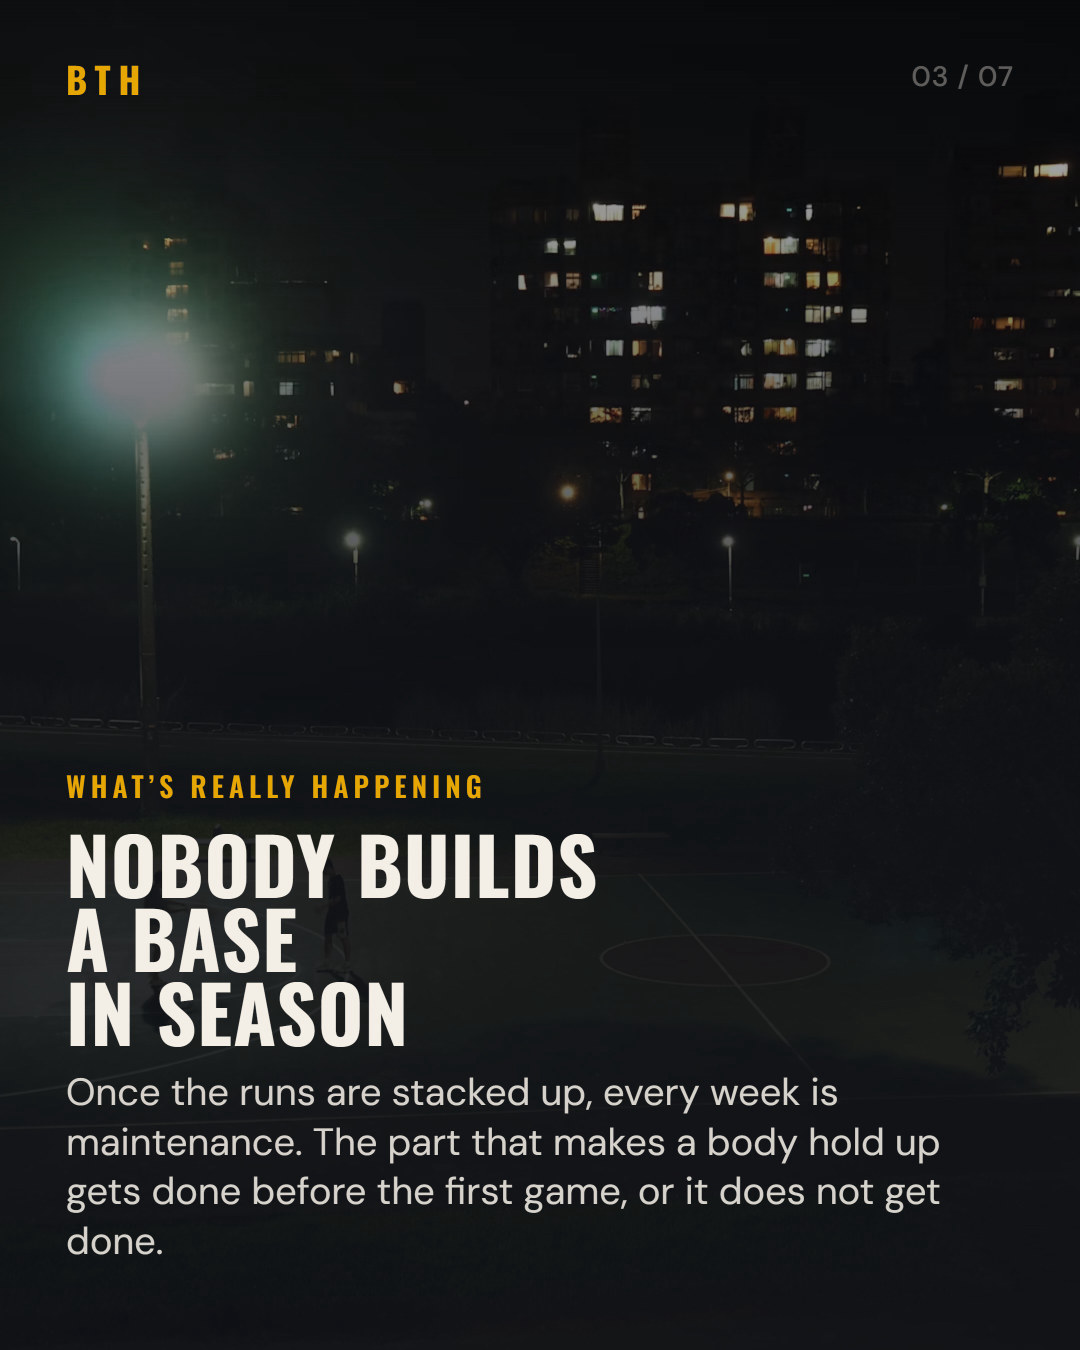 BTH
03 / 07
WHAT’S REALLY HAPPENING
NOBODY BUILDS
A BASE
IN SEASON
Once the runs are stacked up, every week is
maintenance. The part that makes a body hold up
gets done before the first game, or it does not get
done.